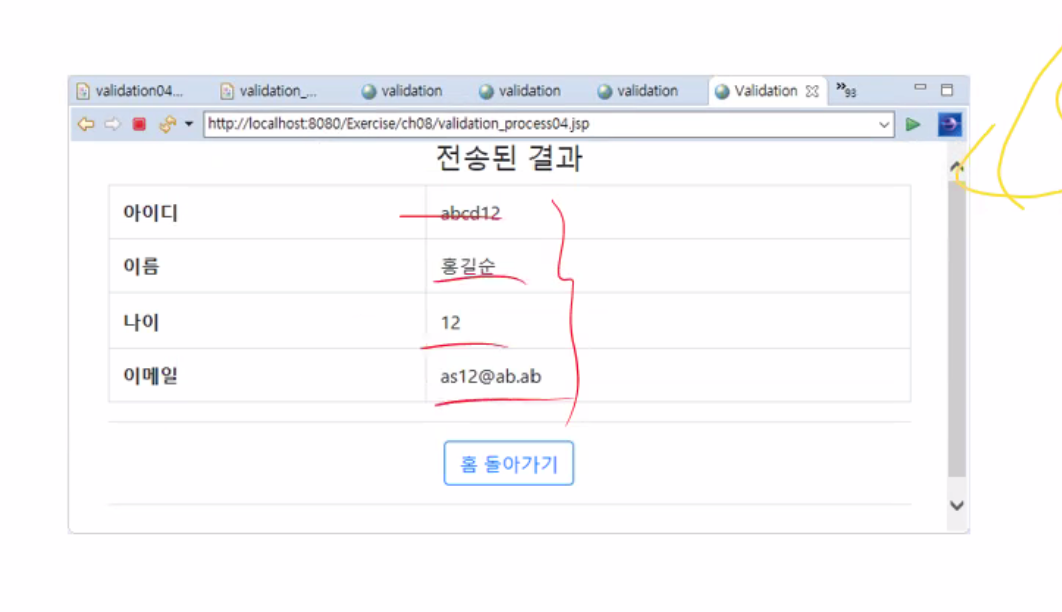 validation04... validation_... validation validation validation Validation »93
http://localhost:8080/Exercise/ch08/validation_process04.jsp
전송된 결과
아이디 abcd12
이름 홍길순
나이 12
이메일 as12@ab.ab
홈 돌아가기